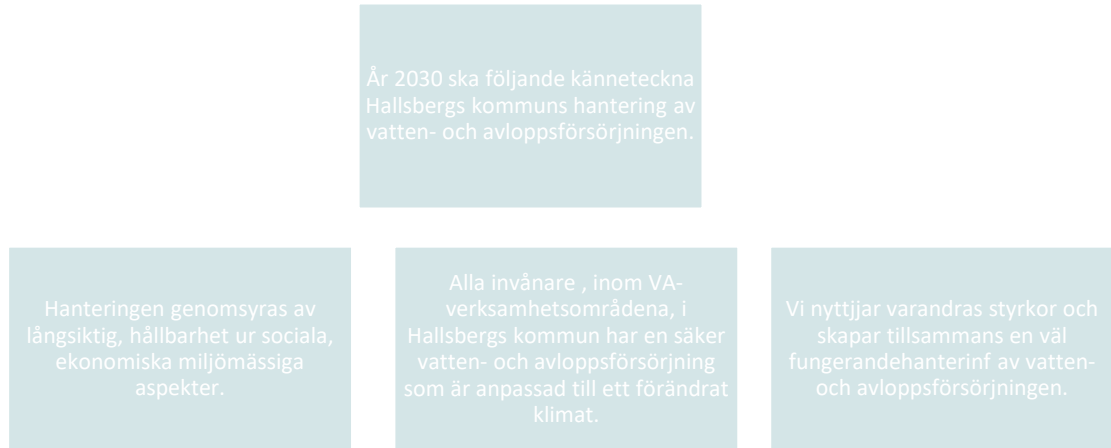 År 2030 ska följande känneteckna
Hallsbergs kommuns hantering av
vatten- och avloppsförsörjningen.
Hanteringen genomsyras av
långsiktig, hållbarhet ur sociala,
ekonomiska miljömässiga
aspekter.
Alla invånare , inom VA-
verksamhetsområdena, i
Hallsbergs kommun har en säker
vatten- och avloppsförsörjning
som är anpassad till ett förändrat
klimat.
Vi nyttjjar varandras styrkor och
skapar tillsammans en väl
fungerandehanterinf av vatten-
och avloppsförsörjningen.